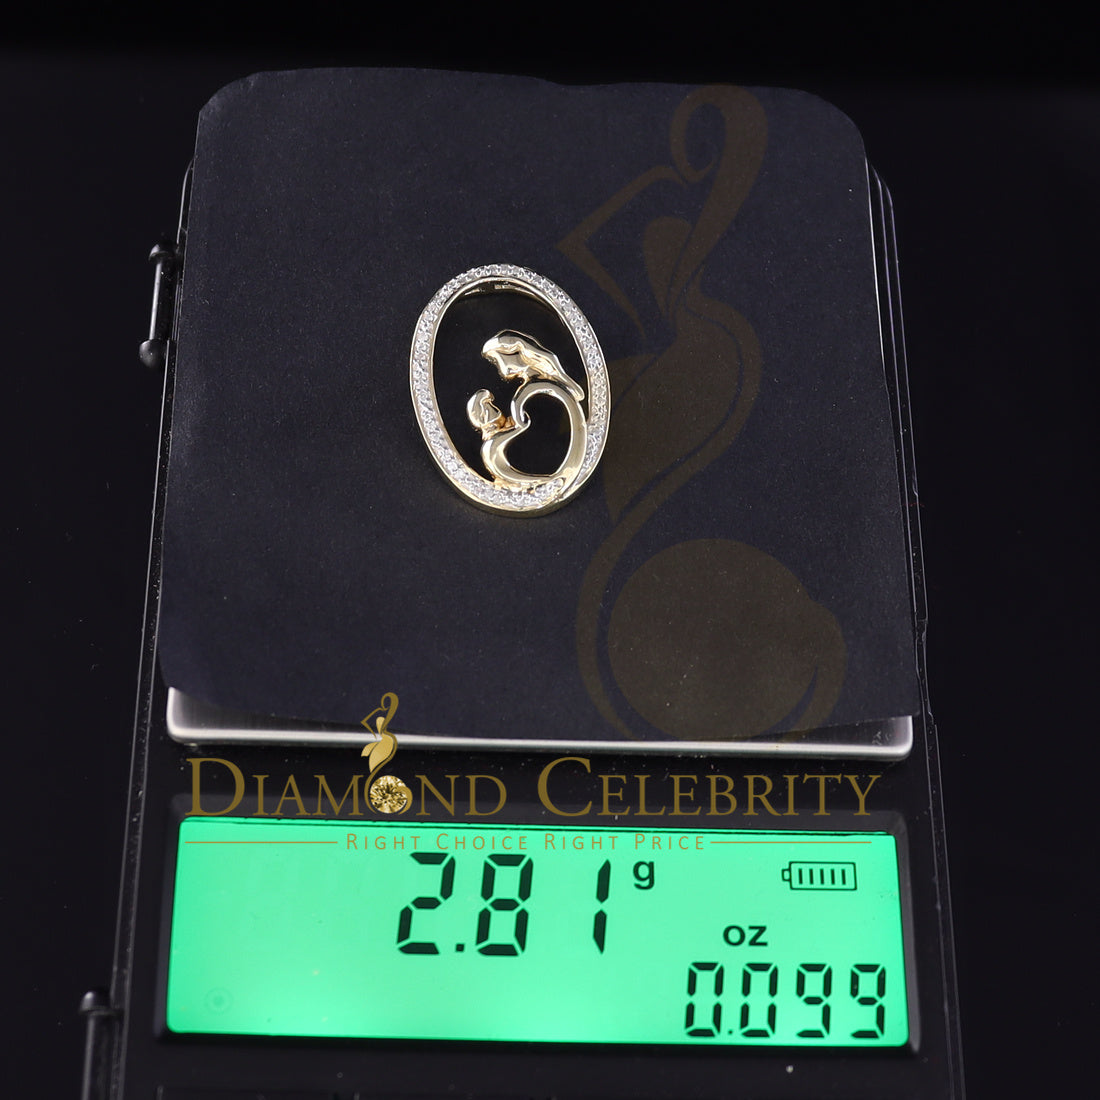 DIAMOND CELEBRITY
RIGHT CHOICE RIGHT PRICE
2.81 g
oz
0.099